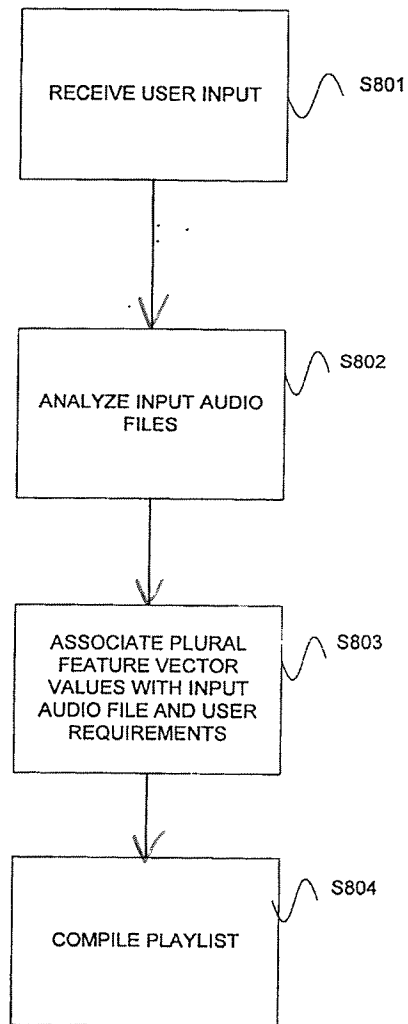 RECEIVE USER INPUT
S801
ANALYZE INPUT AUDIO
FILES
S802
ASSOCIATE PLURAL
FEATURE VECTOR
VALUES WITH INPUT
AUDIO FILE AND USER
REQUIREMENTS
S803
COMPILE PLAYLIST
S804